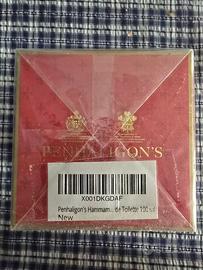 PENHALIGON'S
X001DKGDAF
Penhaligon's Hammam... de Toilette 100 ml
New